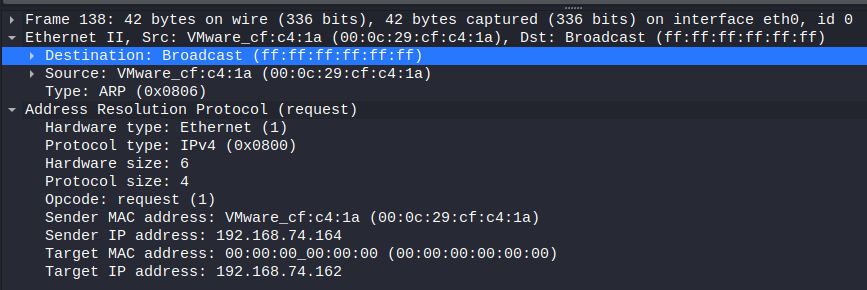 Frame 138: 42 bytes on wire (336 bits), 42 bytes captured (336 bits) on interface eth0, id 0
Ethernet II, Src: VMware_cf:c4:1a (00:0c:29:cf:c4:1a), Dst: Broadcast (ff:ff:ff:ff:ff:ff)
Destination: Broadcast (ff:ff:ff:ff:ff:ff)
Source: VMware_cf:c4:1a (00:0c:29:cf:c4:1a)
Type: ARP (0x0806)
Address Resolution Protocol (request)
Hardware type: Ethernet (1)
Protocol type: IPv4 (0x0800)
Hardware size: 6
Protocol size: 4
Opcode: request (1)
Sender MAC address: VMware_cf:c4:1a (00:0c:29:cf:c4:1a)
Sender IP address: 192.168.74.164
Target MAC address: 00:00:00_00:00:00 (00:00:00:00:00:00)
Target IP address: 192.168.74.162